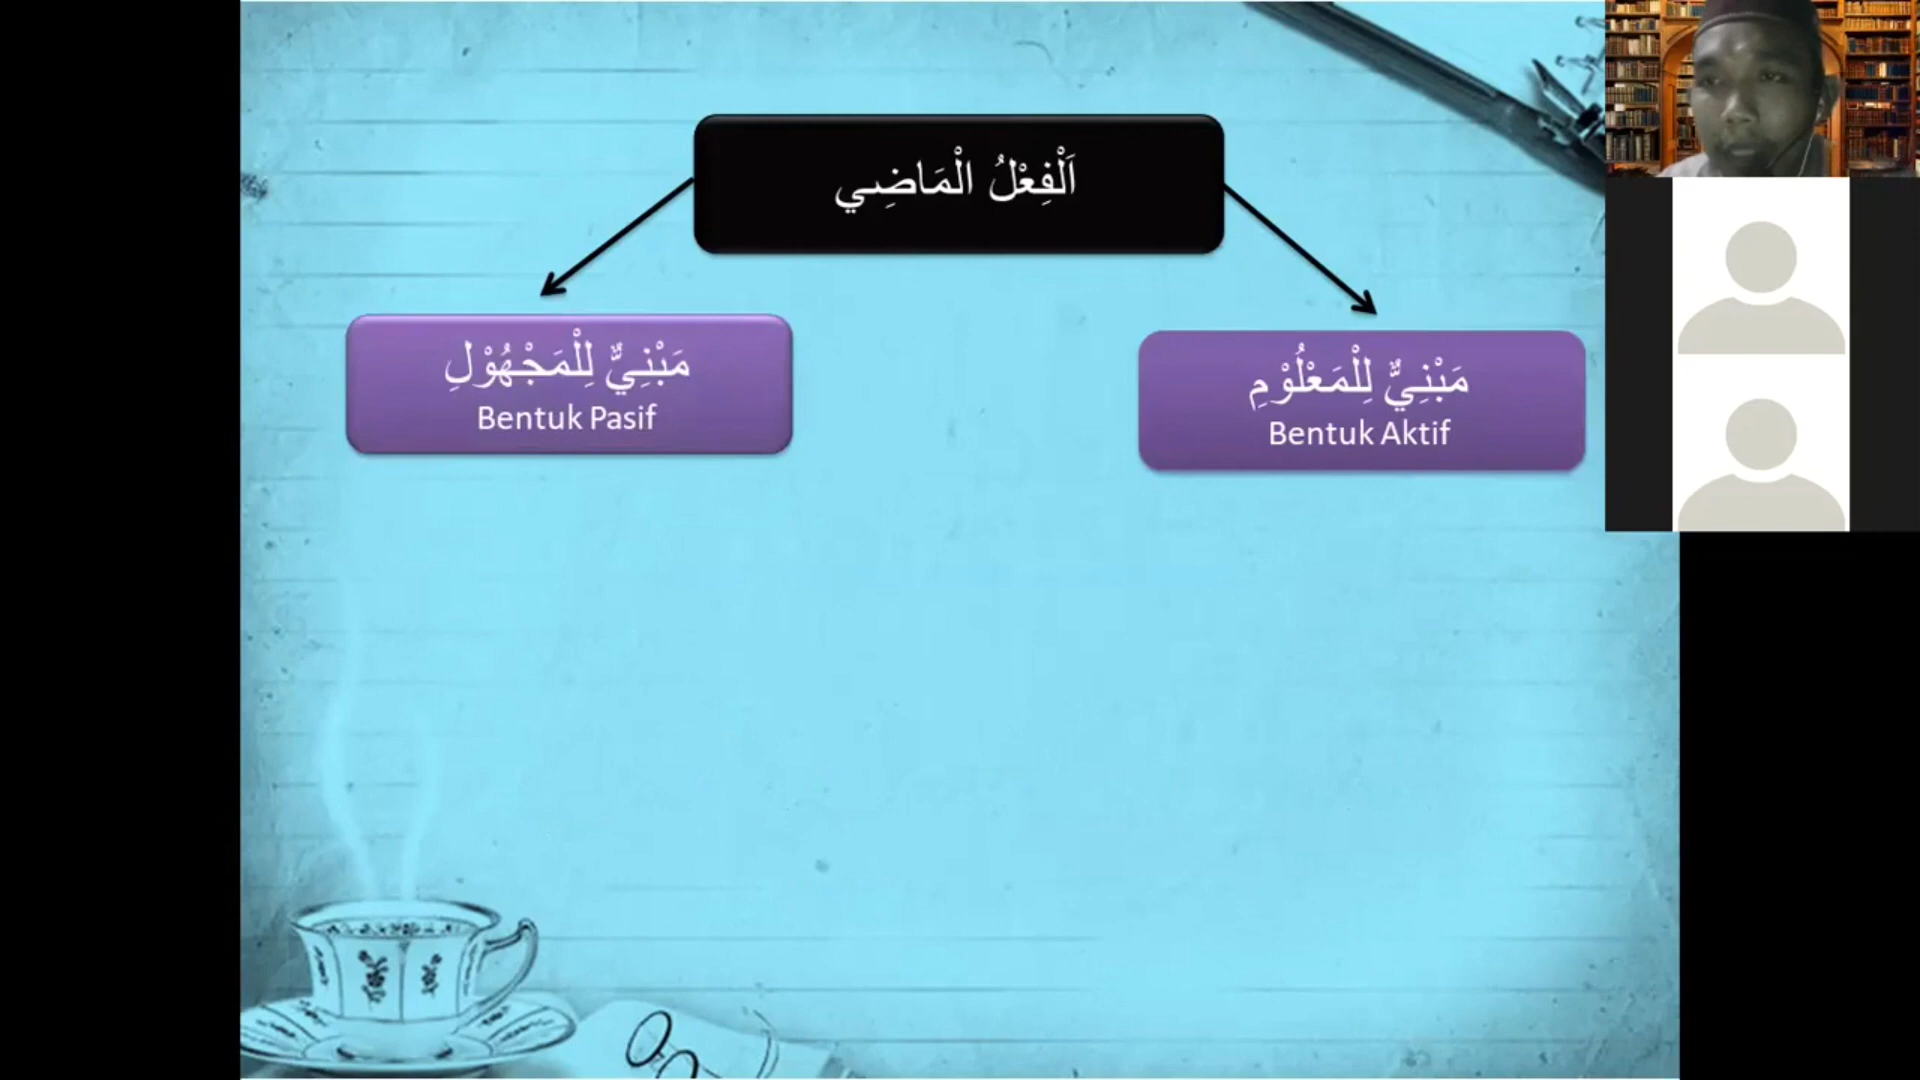 اَلْفِعْلُ الْمَاضِي
مَبْنِيٌّ لِلْمَعْلُوْمِ
Bentuk Aktif
مَبْنِيٌّ لِلْمَجْهُوْلِ
Bentuk Pasif